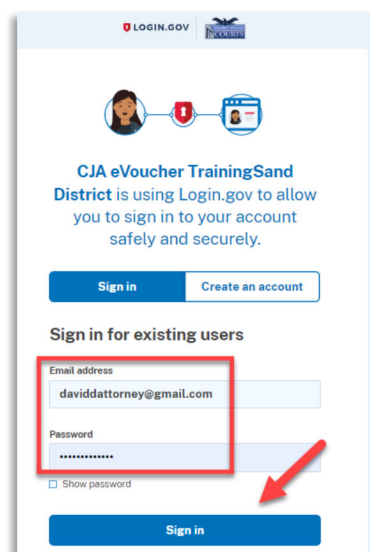 LOGIN.GOV
COURTS
CJA eVoucher TrainingSand
District is using Login.gov to allow
you to sign in to your account
safely and securely.
Sign in Create an account
Sign in for existing users
Email address
daviddattorney@gmail.com
Password
•••••••••••••
Show password
Sign in